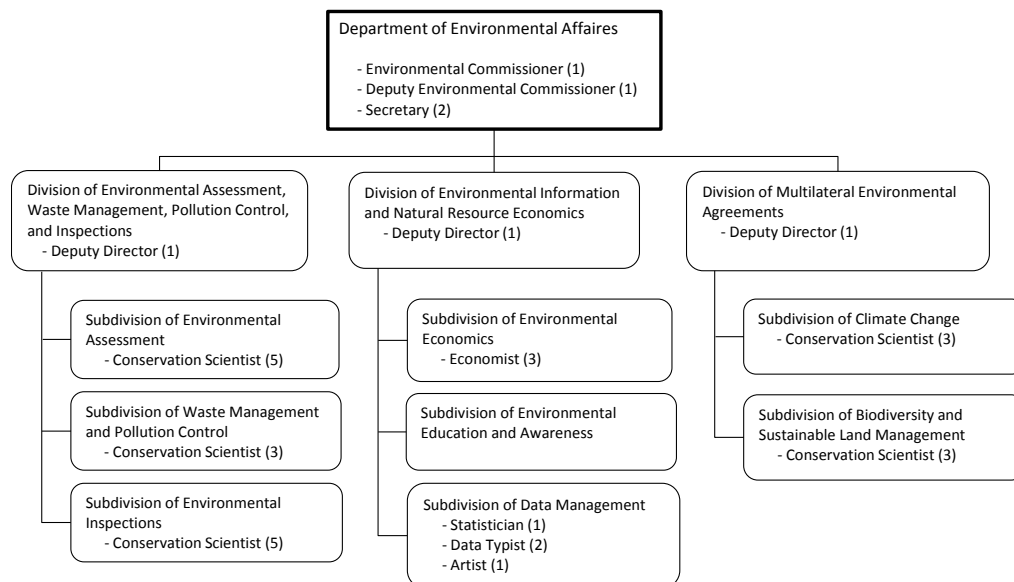 Department of Environmental Affaires
- Environmental Commissioner (1)
- Deputy Environmental Commissioner (1)
- Secretary (2)
Division of Environmental Assessment,
Waste Management, Pollution Control,
and Inspections
- Deputy Director (1)
Subdivision of Environmental
Assessment
- Conservation Scientist (5)
Subdivision of Waste Management
and Pollution Control
- Conservation Scientist (3)
Subdivision of Environmental
Inspections
- Conservation Scientist (5)
Division of Environmental Information
and Natural Resource Economics
- Deputy Director (1)
Subdivision of Environmental
Economics
- Economist (3)
Subdivision of Environmental
Education and Awareness
Subdivision of Data Management
- Statistician (1)
- Data Typist (2)
- Artist (1)
Division of Multilateral Environmental
Agreements
- Deputy Director (1)
Subdivision of Climate Change
- Conservation Scientist (3)
Subdivision of Biodiversity and
Sustainable Land Management
- Conservation Scientist (3)